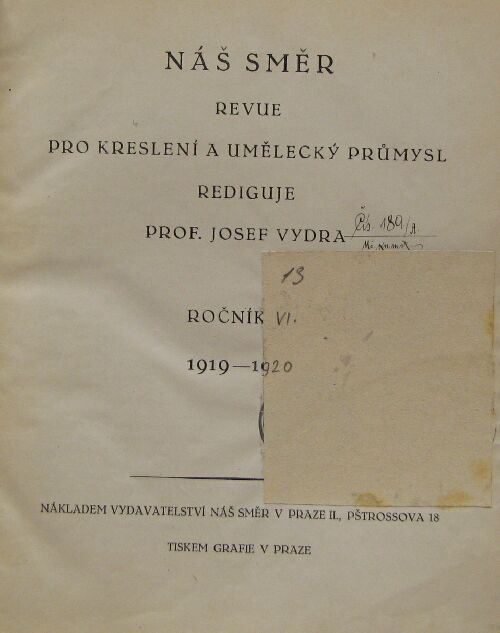 NÁŠ SMĚR
REVUE
PRO KRESLENÍ A UMĚLECKÝ PRŮMYSL
REDIGUJE
PROF. JOSEF VYDRA
Čís. 189/A.
13
ROČNÍK VI.
1919—1920
NÁKLADEM VYDAVATELSTVÍ NÁŠ SMĚR V PRAZE II., PŠTROSSOVA 18
TISKEM GRAFIE V PRAZE